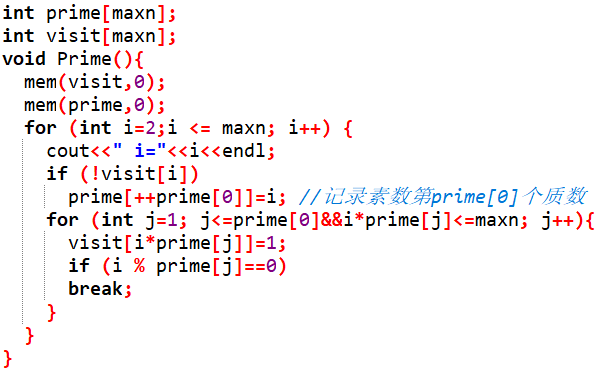 int prime[maxn];
int visit[maxn];
void Prime(){
  mem(visit,0);
  mem(prime,0);
  for (int i=2;i <= maxn; i++) {
    cout<<" i="<<i<<endl;
    if (!visit[i])
      prime[++prime[0]]=i; //记录素数第prime[0]个质数
    for (int j=1; j<=prime[0]&&i*prime[j]<=maxn; j++){
      visit[i*prime[j]]=1;
      if (i % prime[j]==0)
      break;
    }
  }
}